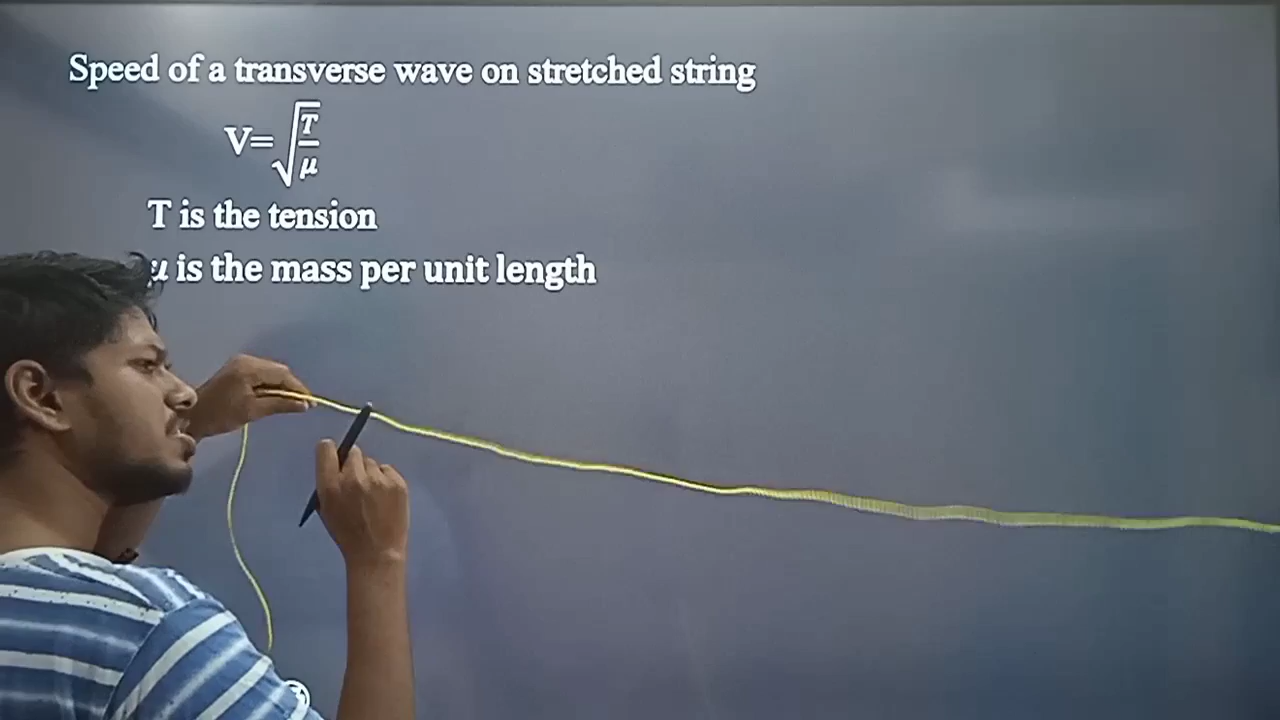 Speed of a transverse wave on stretched string
V=√(T/μ)
T is the tension
μ is the mass per unit length